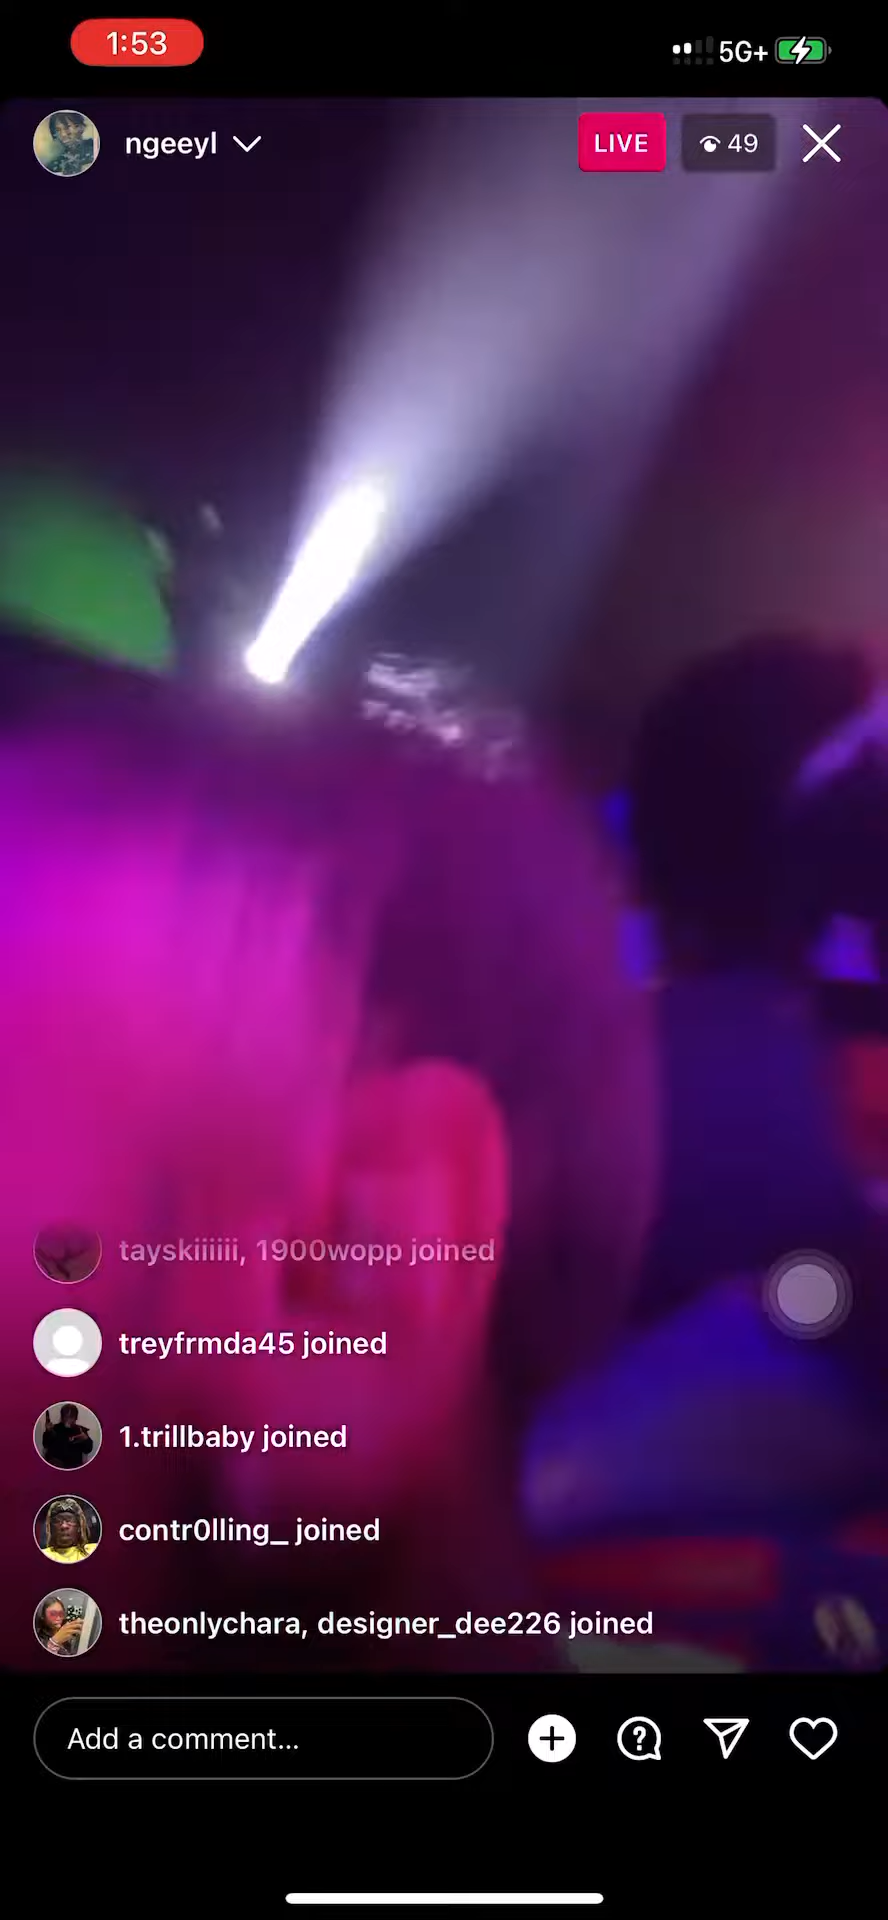 1:53
5G+
ngeeyl
LIVE
49
tayskiiiiii, 1900wopp joined
treyfrmda45 joined
1.trillbaby joined
contr0lling_ joined
theonlychara, designer_dee226 joined
Add a comment...